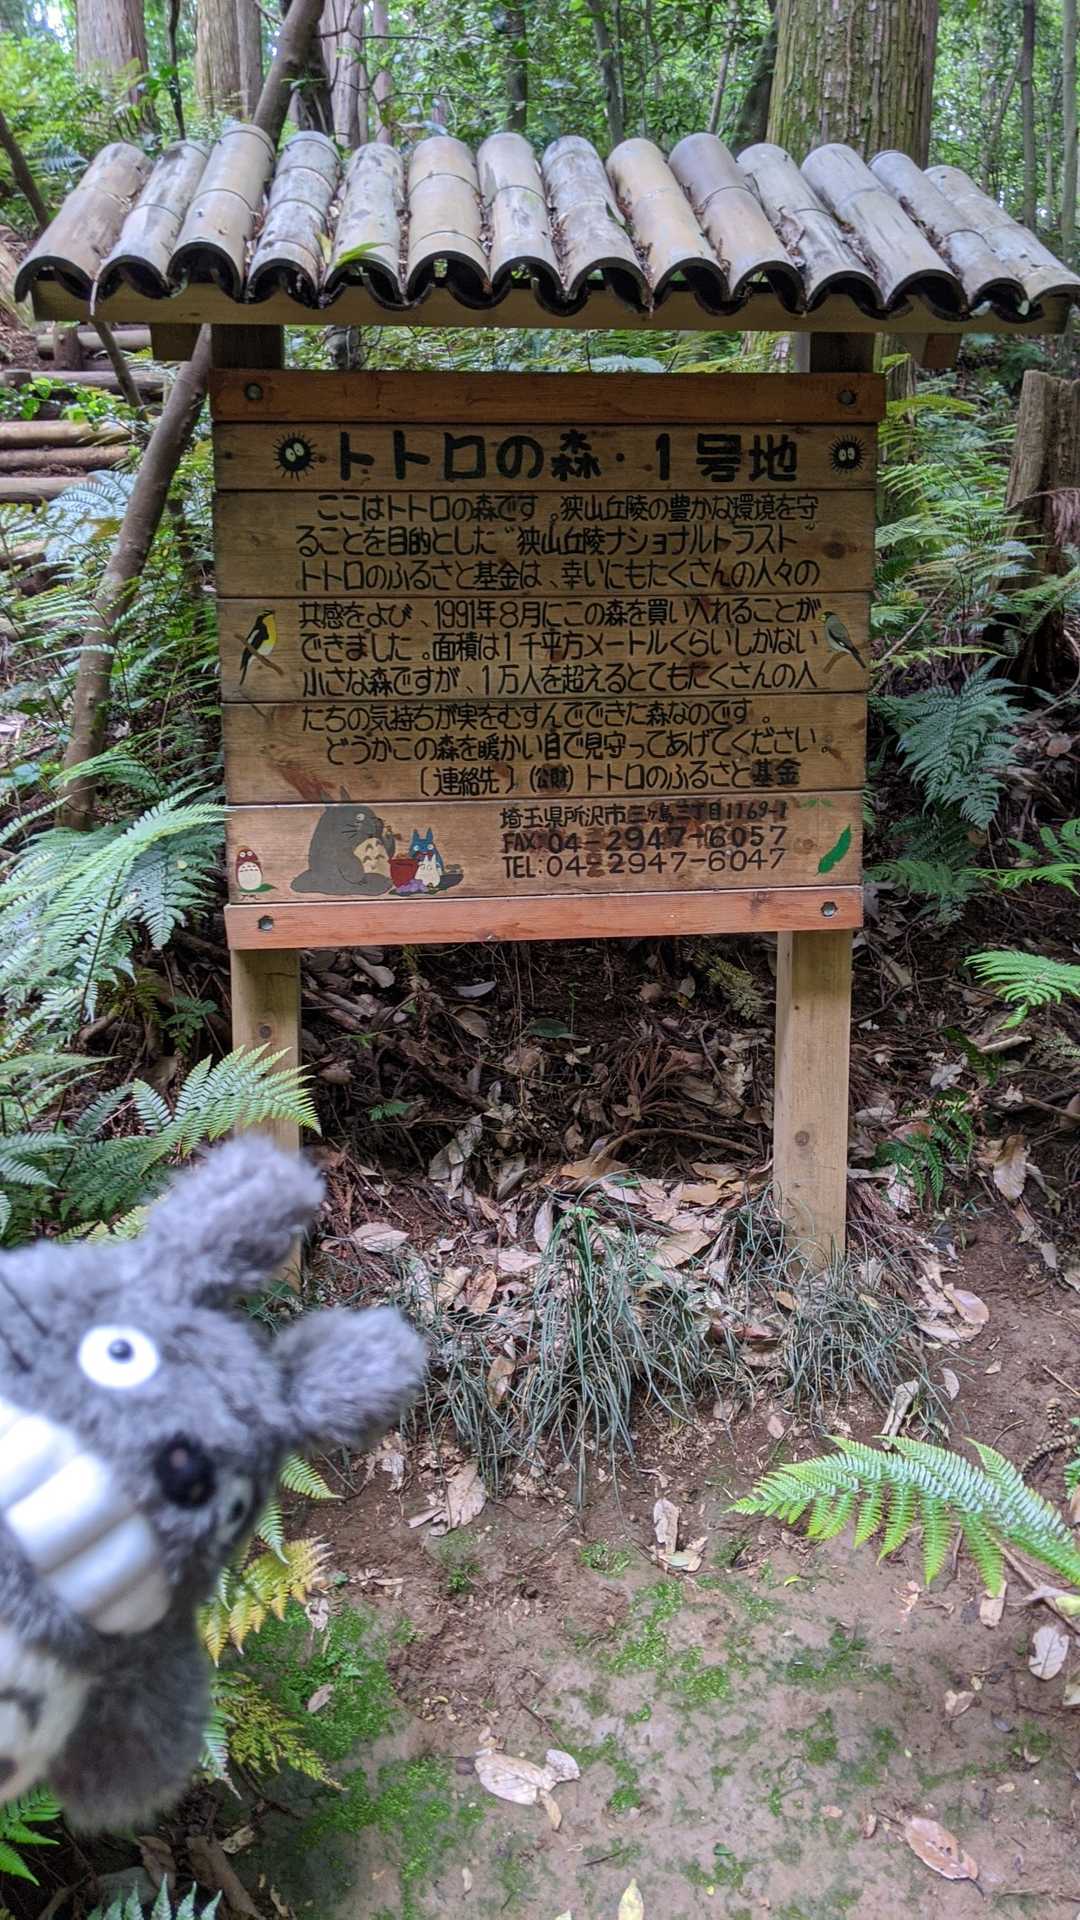 トトロの森・1号地
ここはトトロの森です。狭山丘陵の豊かな環境を守
ることを目的とした“狭山丘陵ナショナルトラスト
トトロのふるさと基金は、幸いにもたくさんの人々の
共感をよび、1991年8月にこの森を買い入れることが
できました。面積は1千平方メートルくらいしかない
小さな森ですが、1万人を超えるとてもたくさんの人
たちの気持ちが実をむすんでできた森なのです。
どうかこの森を暖かい目で見守ってあげてください。
〔連絡先〕(公財)トトロのふるさと基金
埼玉県所沢市三ヶ島三丁目1169-1
FAX:04-2947-6057
TEL:04-2947-6047